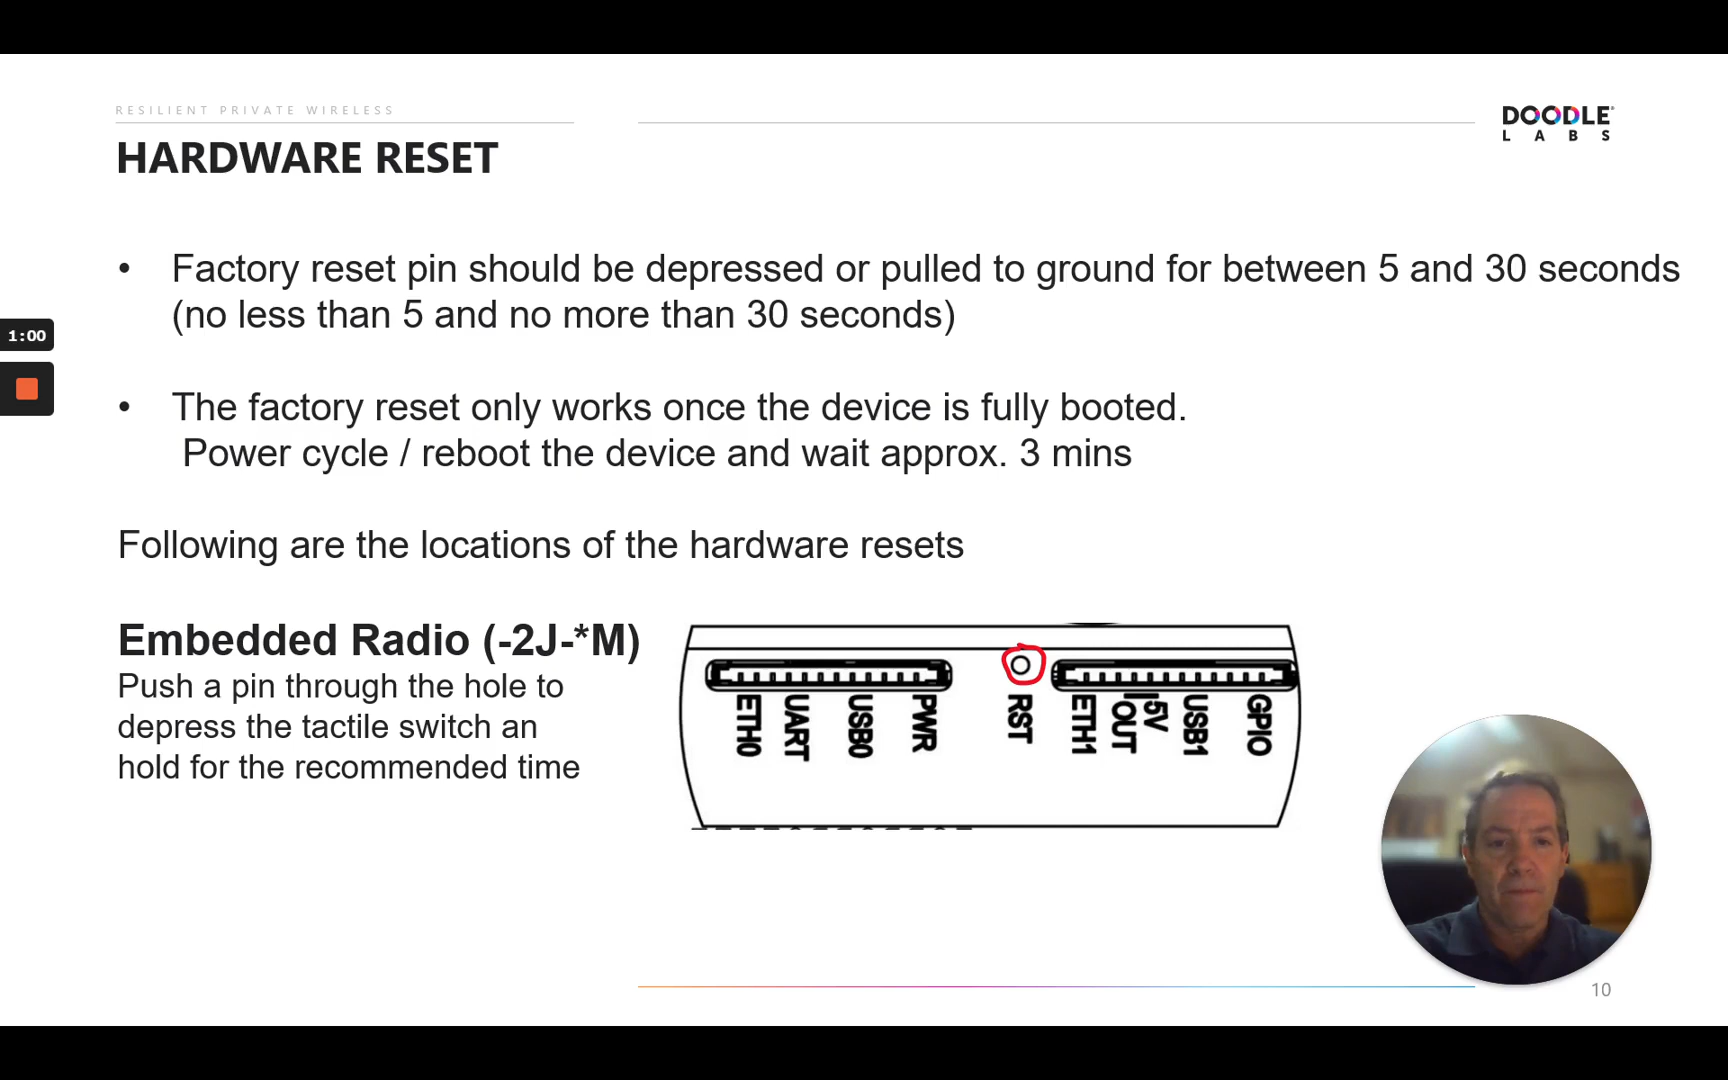 RESILIENT PRIVATE WIRELESS
DOODLE
LABS
HARDWARE RESET
• Factory reset pin should be depressed or pulled to ground for between 5 and 30 seconds
(no less than 5 and no more than 30 seconds)
1:00
• The factory reset only works once the device is fully booted.
Power cycle / reboot the device and wait approx. 3 mins
Following are the locations of the hardware resets
Embedded Radio (-2J-*M)
Push a pin through the hole to
depress the tactile switch an
hold for the recommended time
ETH0
UART
USB0
PWR
RST
ETH1
5V
OUT
USB1
GPIO
10